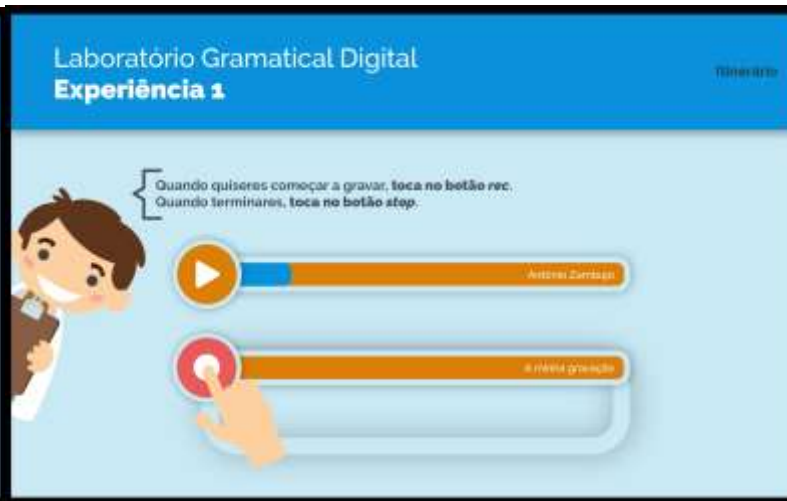 Laboratório Gramatical Digital
Experiência 1
Itinerário
Quando quiseres começar a gravar, toca no botão rec.
Quando terminares, toca no botão stop.
António Zambujo
A minha gravação